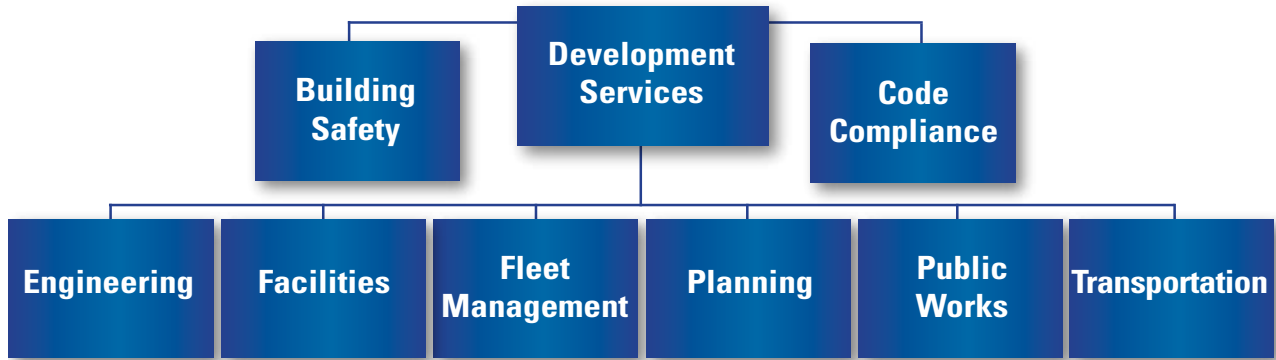 Development
Services
Building
Safety
Code
Compliance
Engineering
Facilities
Fleet
Management
Planning
Public
Works
Transportation